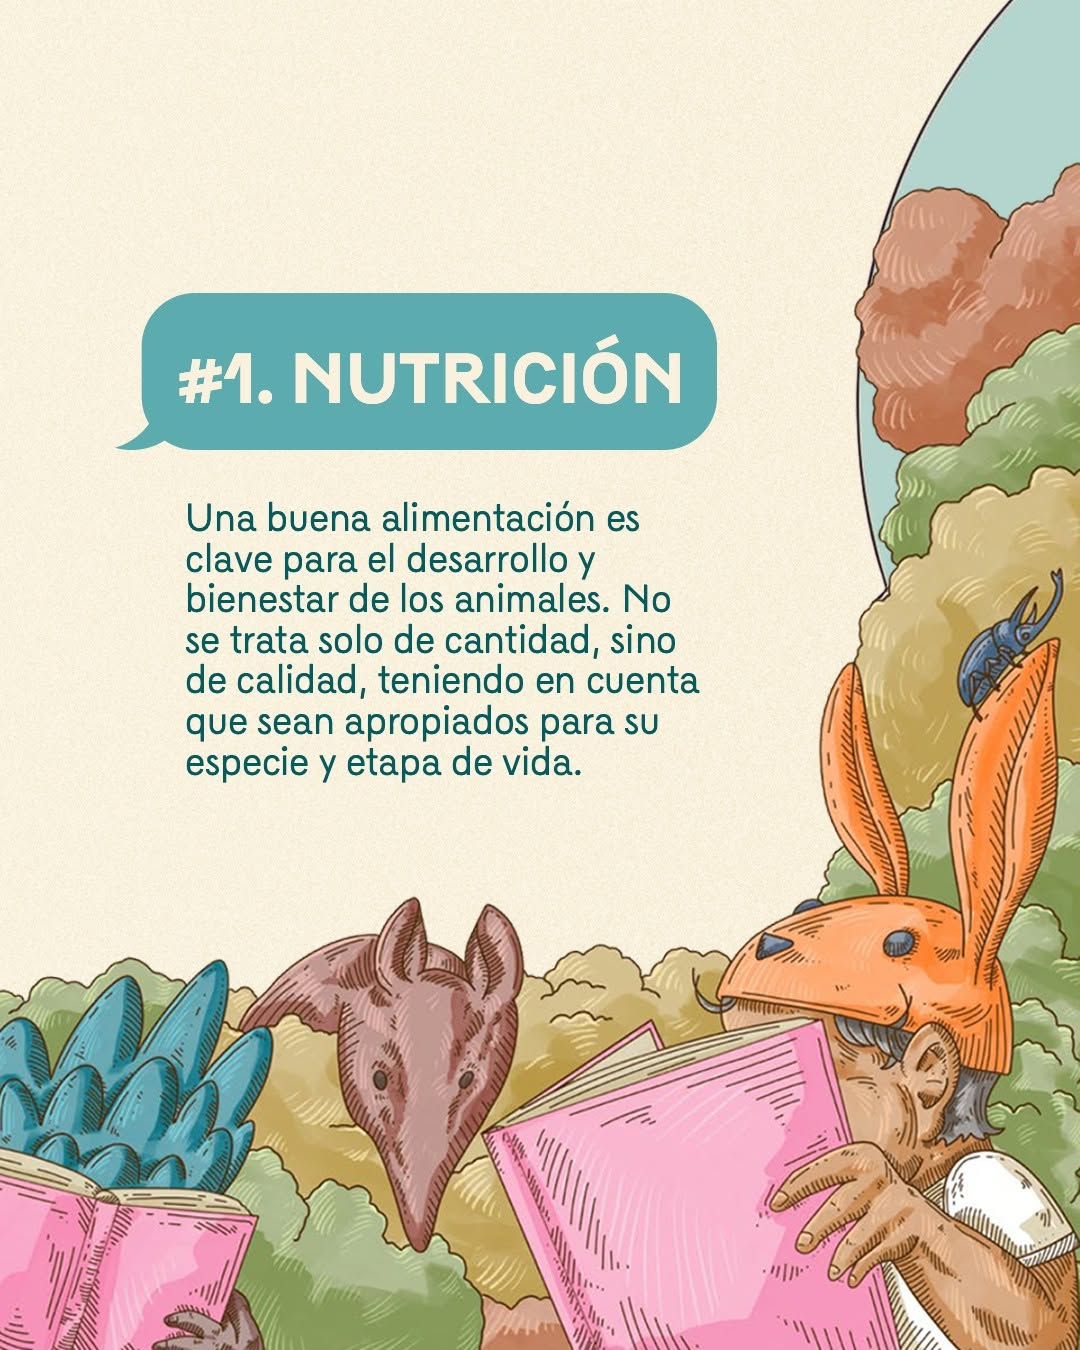 #1. NUTRICIÓN
Una buena alimentación es
clave para el desarrollo y
bienestar de los animales. No
se trata solo de cantidad, sino
de calidad, teniendo en cuenta
que sean apropiados para su
especie y etapa de vida.